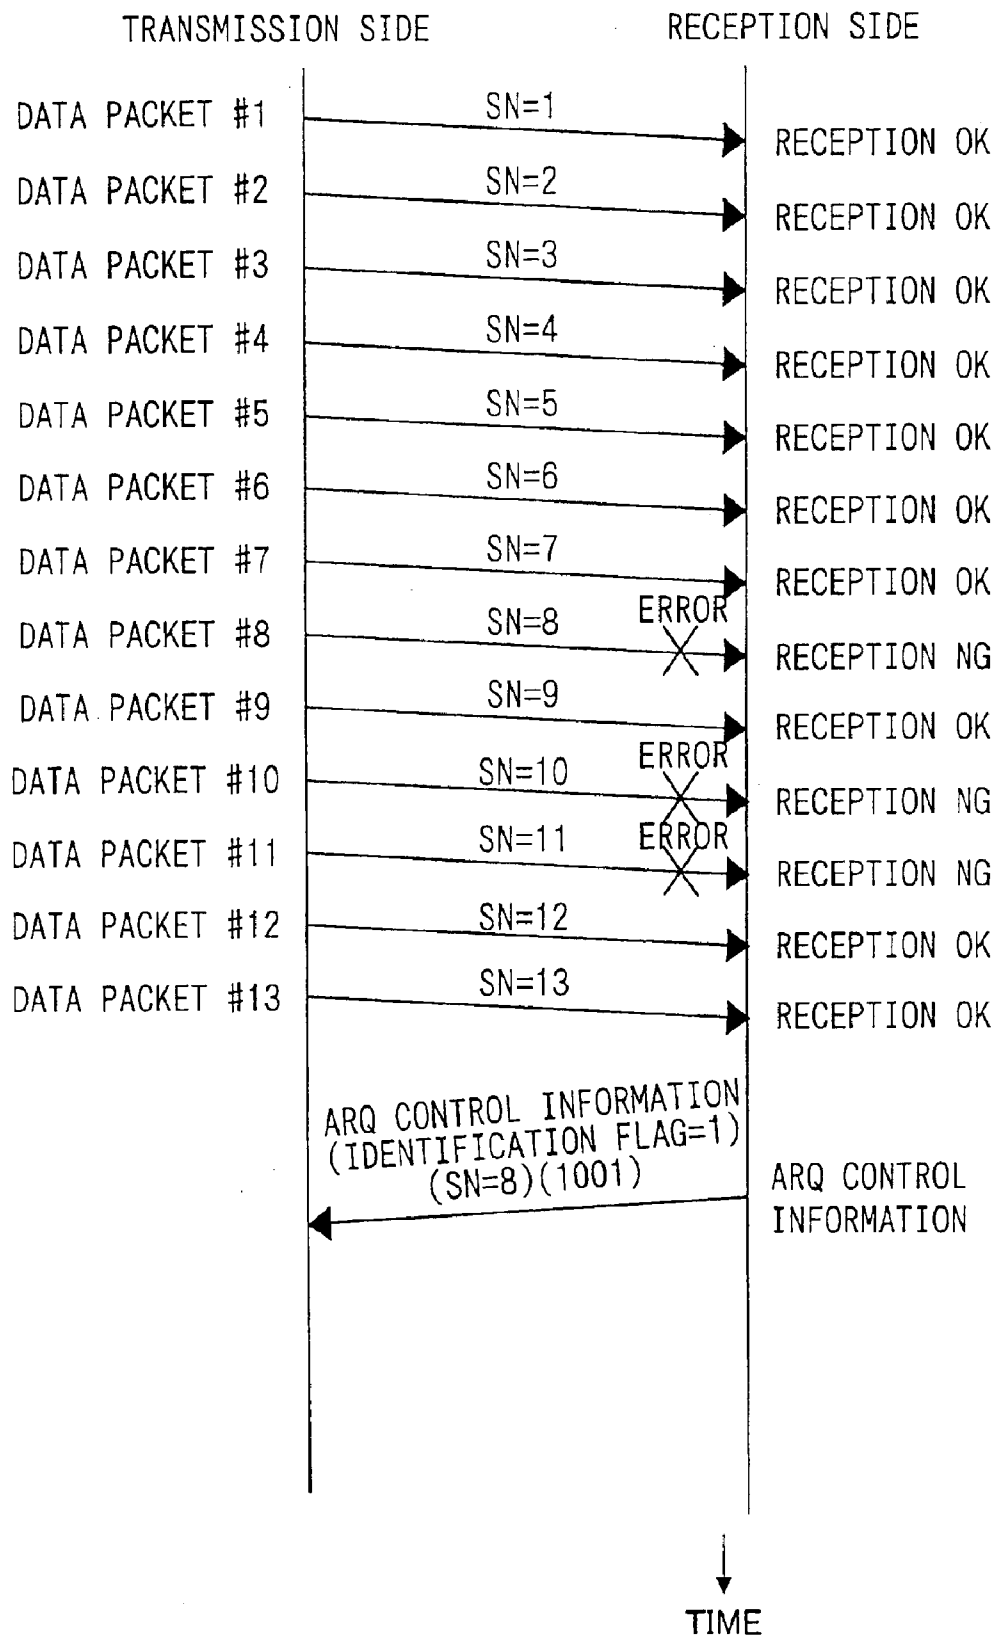 TRANSMISSION SIDE
RECEPTION SIDE
DATA PACKET #1
SN=1
RECEPTION OK
DATA PACKET #2
SN=2
RECEPTION OK
DATA PACKET #3
SN=3
RECEPTION OK
DATA PACKET #4
SN=4
RECEPTION OK
DATA PACKET #5
SN=5
RECEPTION OK
DATA PACKET #6
SN=6
RECEPTION OK
DATA PACKET #7
SN=7
RECEPTION OK
DATA PACKET #8
SN=8
ERROR
RECEPTION NG
DATA PACKET #9
SN=9
RECEPTION OK
DATA PACKET #10
SN=10
ERROR
RECEPTION NG
DATA PACKET #11
SN=11
ERROR
RECEPTION NG
DATA PACKET #12
SN=12
RECEPTION OK
DATA PACKET #13
SN=13
RECEPTION OK
ARQ CONTROL INFORMATION
(IDENTIFICATION FLAG=1)
(SN=8)(1001)
ARQ CONTROL
INFORMATION
TIME